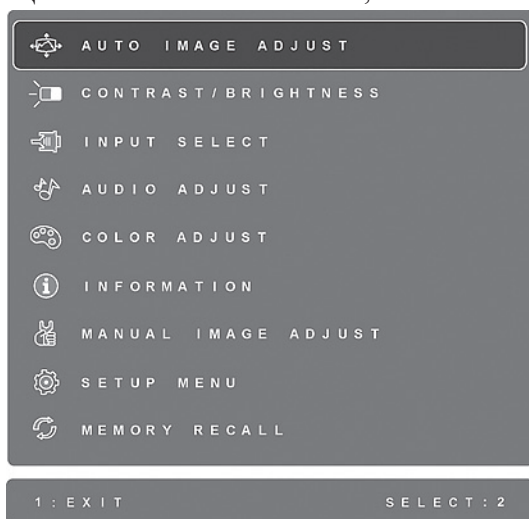 AUTO IMAGE ADJUST
CONTRAST/BRIGHTNESS
INPUT SELECT
AUDIO ADJUST
COLOR ADJUST
INFORMATION
MANUAL IMAGE ADJUST
SETUP MENU
MEMORY RECALL
1:EXIT SELECT:2